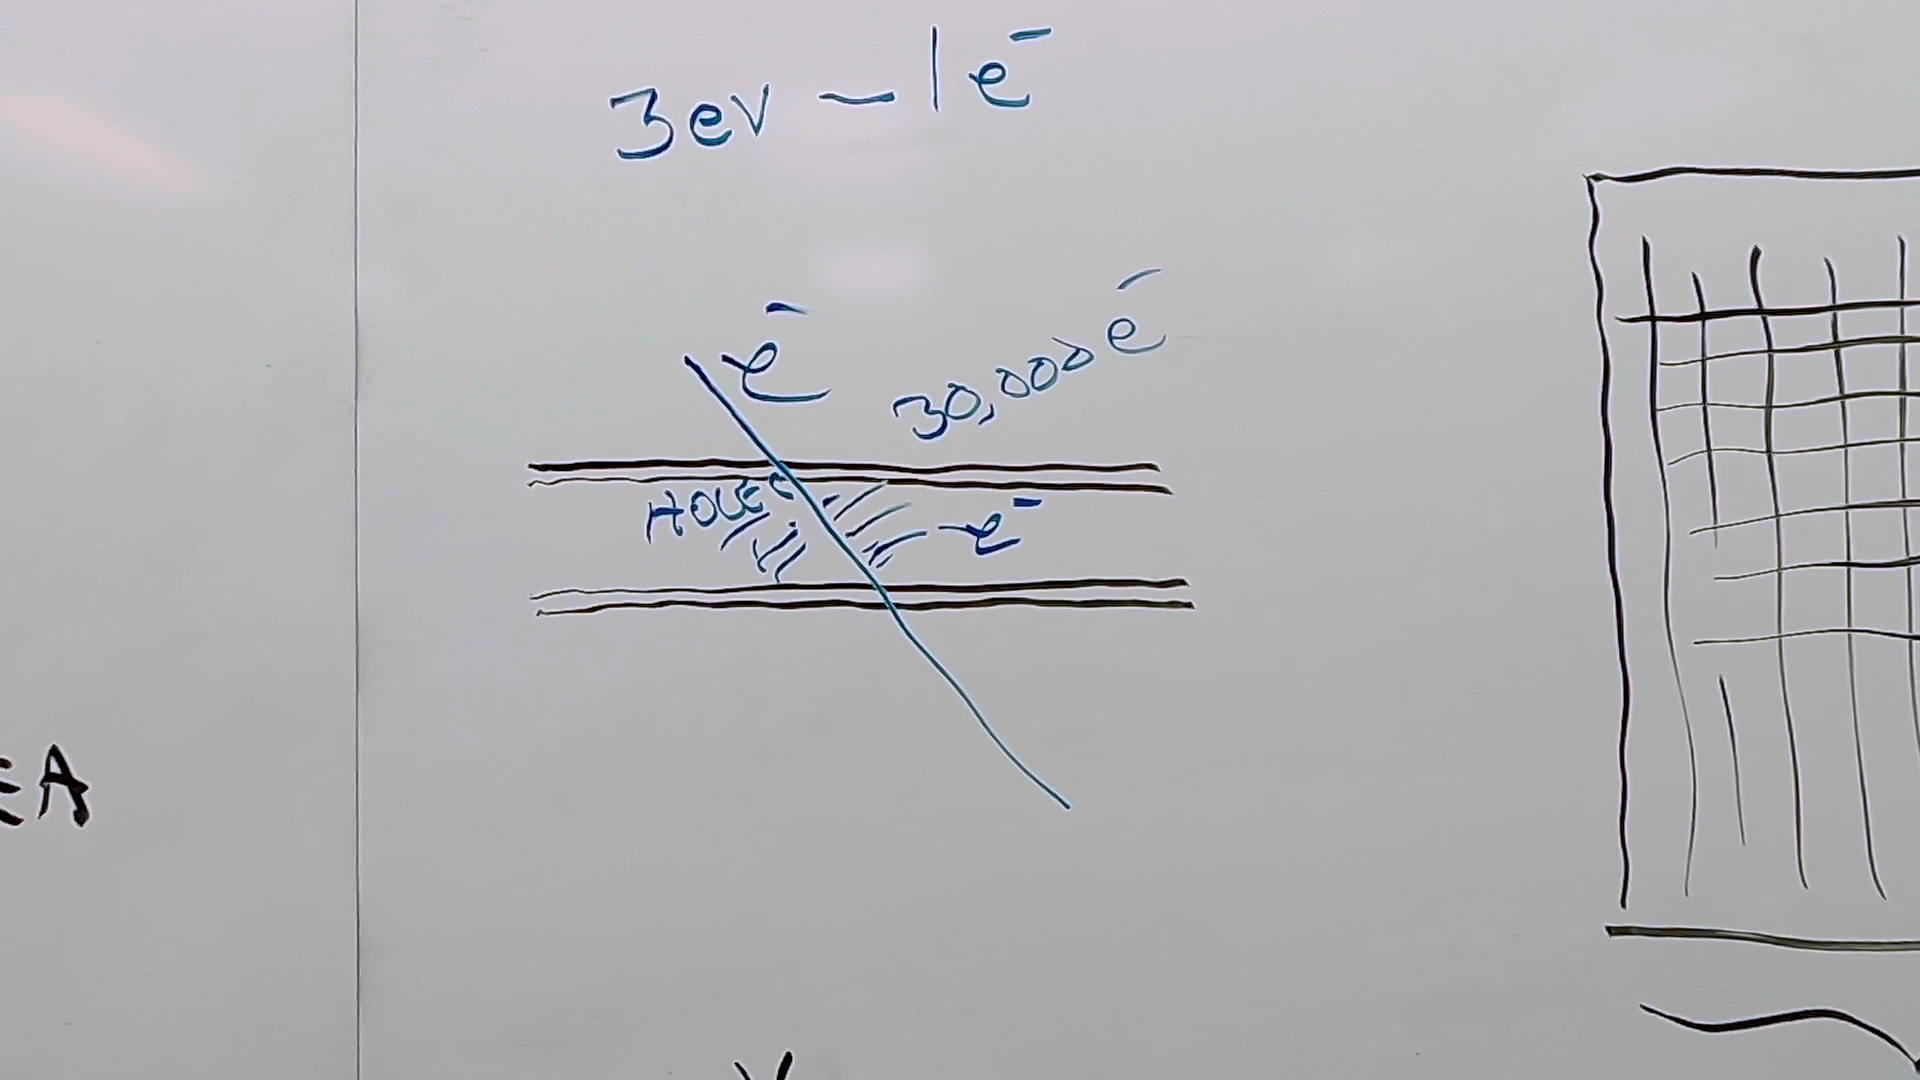 3eV – 1e⁻
e⁻
30,000 e⁻
HOLES
e⁻
EA